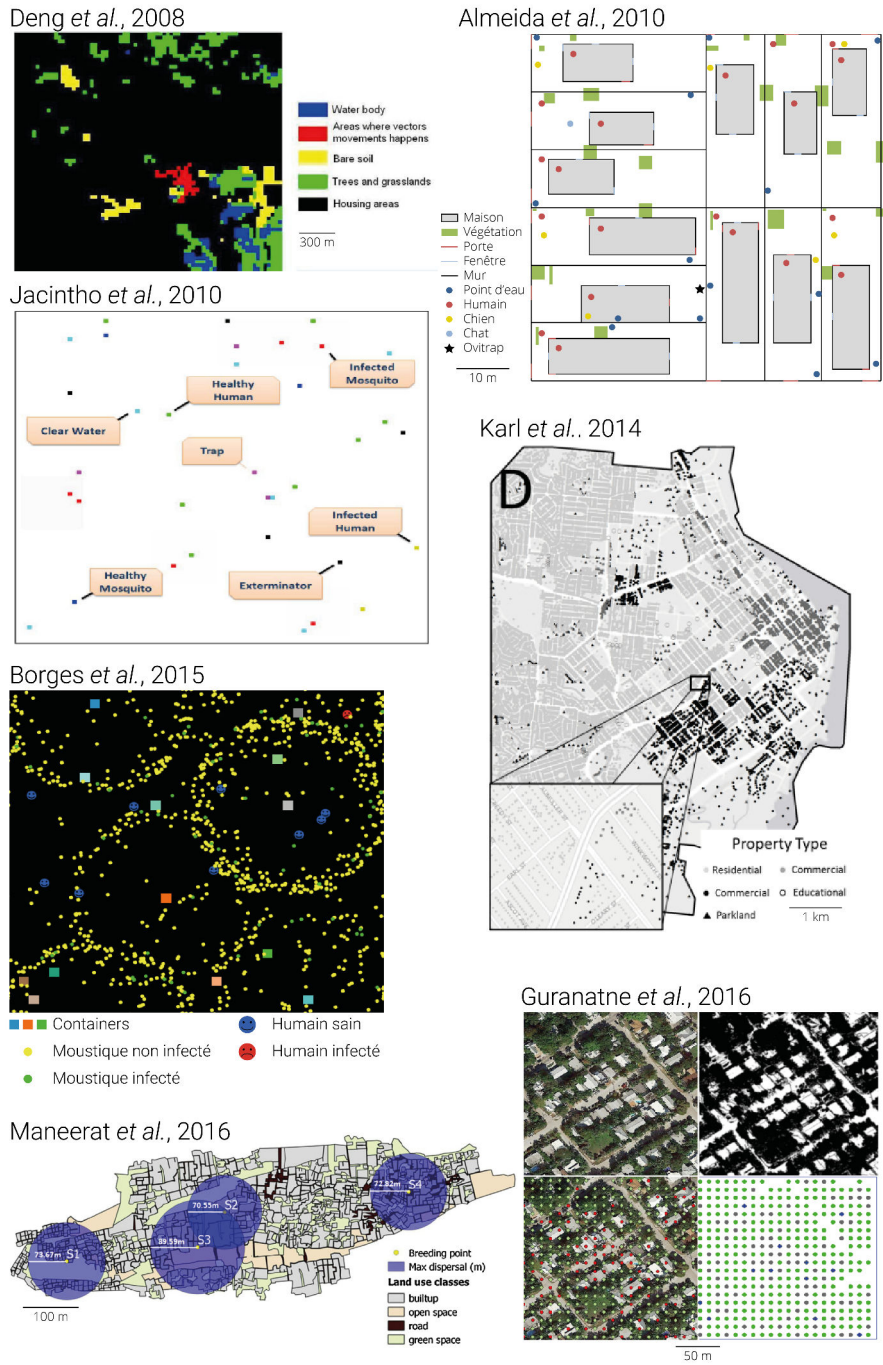 Deng et al., 2008
Water body
Areas where vectors
movements happens
Bare soil
Trees and grasslands
Housing areas
300 m
Almeida et al., 2010
Maison
Végétation
Porte
Fenêtre
Mur
Point d'eau
Humain
Chien
Chat
Ovitrap
10 m
Jacintho et al., 2010
Infected
Mosquito
Healthy
Human
Clear Water
Trap
Infected
Human
Healthy
Mosquito
Exterminator
Karl et al.. 2014
D
Property Type
Residential
Commercial
Commercial
Educational
Parkland
1 km
Borges et al., 2015
Containers
Humain sain
Moustique non infecté
Humain infecté
Moustique infecté
Guranatne et al., 2016
50 m
Maneerat et al., 2016
72.82m S4
70.55m S2
89.59m S3
73.67m S1
Breeding point
Max dispersal (m)
Land use classes
builtup
open space
road
green space
100 m